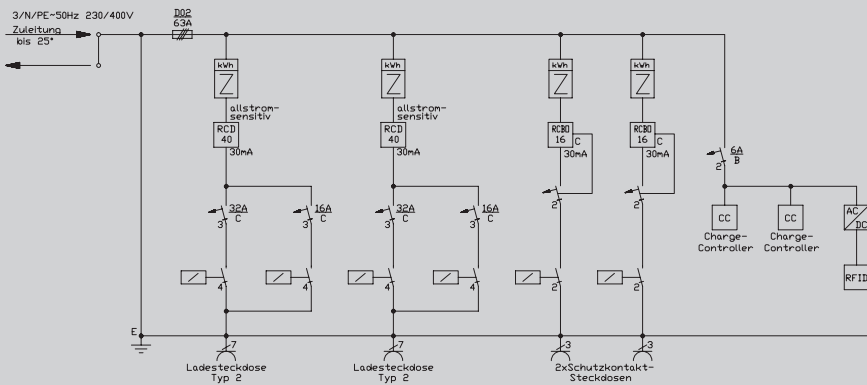 3/N/PE~50Hz 230/400V
Zuleitung
bis 25°
D02
63A
kWh
Z
allstrom-
sensitiv
RCD
40
30mA
32A
C
3
16A
C
3
4
4
kWh
Z
allstrom-
sensitiv
RCD
40
30mA
32A
C
3
16A
C
3
4
4
kWh
Z
RCBO
16
C
30mA
2
2
kWh
Z
RCBO
16
C
30mA
2
2
6A
B
2
CC
Charge-
Controller
CC
Charge-
Controller
AC
DC
RFID
E
7
Ladesteckdose
Typ 2
7
Ladesteckdose
Typ 2
3
3
2xSchutzkontakt-
Steckdosen